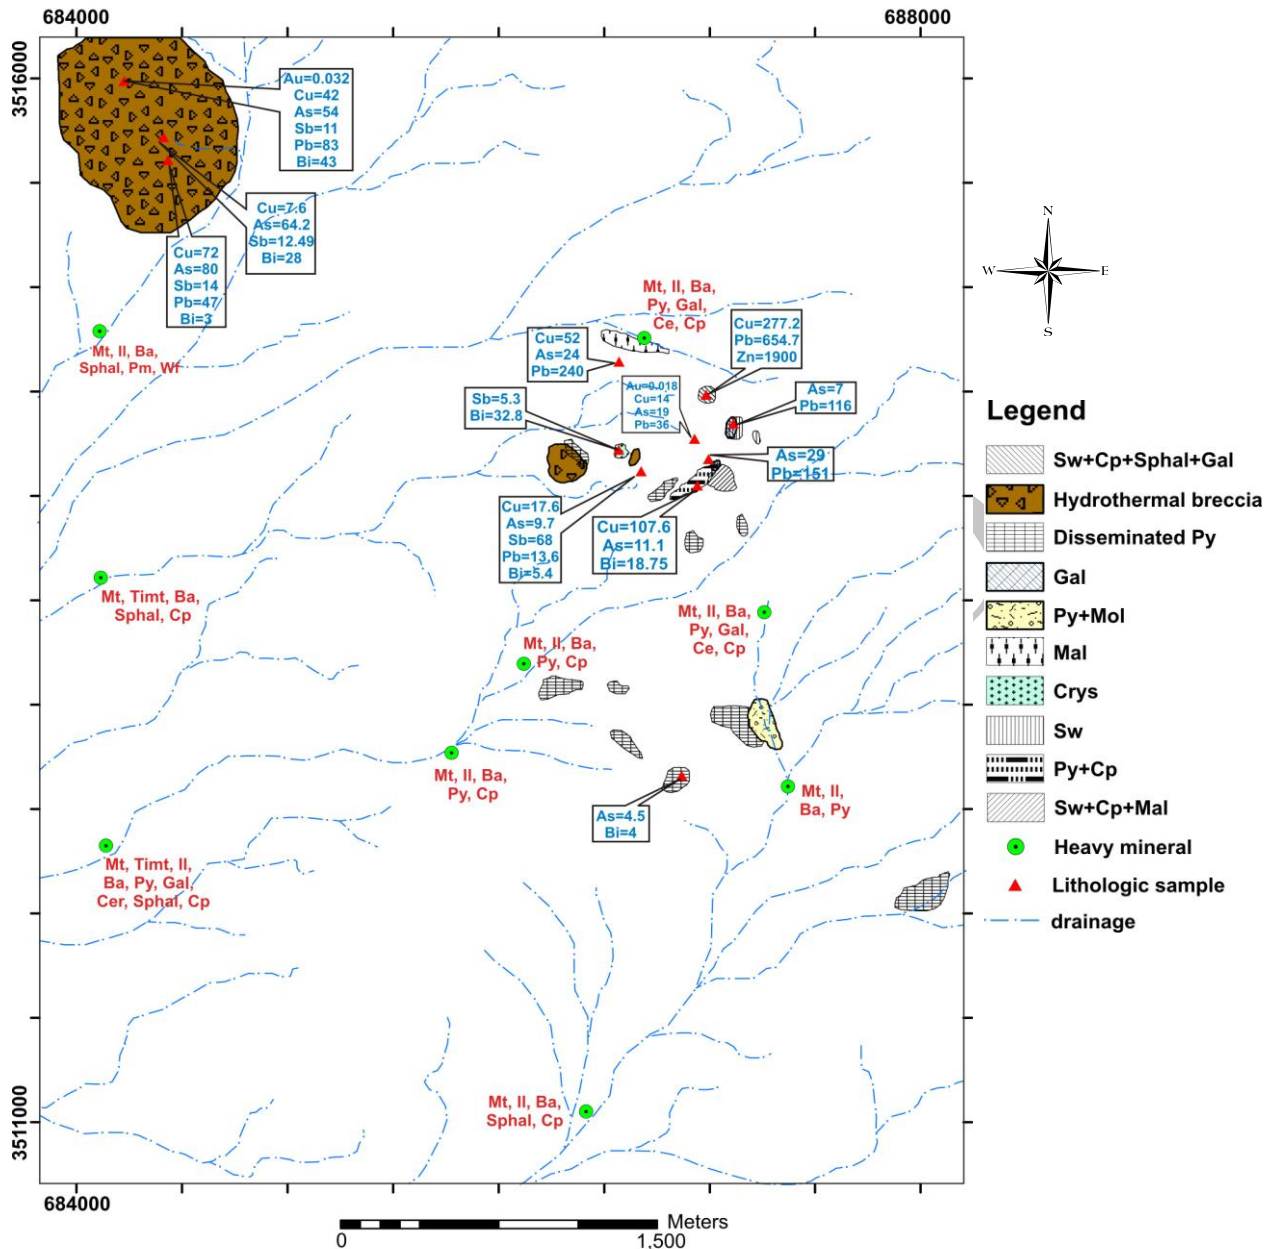 684000
688000
3516000
Au=0.032
Cu=42
As=54
Sb=11
Pb=83
Bi=43
Cu=7.6
As=64.2
Sb=12.49
Bi=28
Cu=72
As=80
Sb=14
Pb=47
Bi=3
N
W
E
S
Mt, Il, Ba,
Py, Gal,
Ce, Cp
Mt, Il, Ba,
Sphal, Pm, Wf
Cu=52
As=24
Pb=240
Cu=277.2
Pb=654.7
Zn=1900
Au=0.018
Cu=14
As=19
Pb=36
As=7
Pb=116
Sb=5.3
Bi=32.8
As=29
Pb=151
Cu=17.6
As=9.7
Sb=68
Pb=13.6
Bi=5.4
Cu=107.6
As=11.1
Bi=18.75
Mt, Timt, Ba,
Sphal, Cp
Mt, Il, Ba,
Py, Gal,
Ce, Cp
Mt, Il, Ba,
Py, Cp
Mt, Il, Ba,
Py, Cp
Mt, Il,
Ba, Py
As=4.5
Bi=4
Mt, Timt, Il,
Ba, Py, Gal,
Cer, Sphal, Cp
Mt, Il, Ba,
Sphal, Cp
3511000
684000
0
1,500
Meters
Legend
Sw+Cp+Sphal+Gal
Hydrothermal breccia
Disseminated Py
Gal
Py+Mol
Mal
Crys
Sw
Py+Cp
Sw+Cp+Mal
Heavy mineral
Lithologic sample
drainage